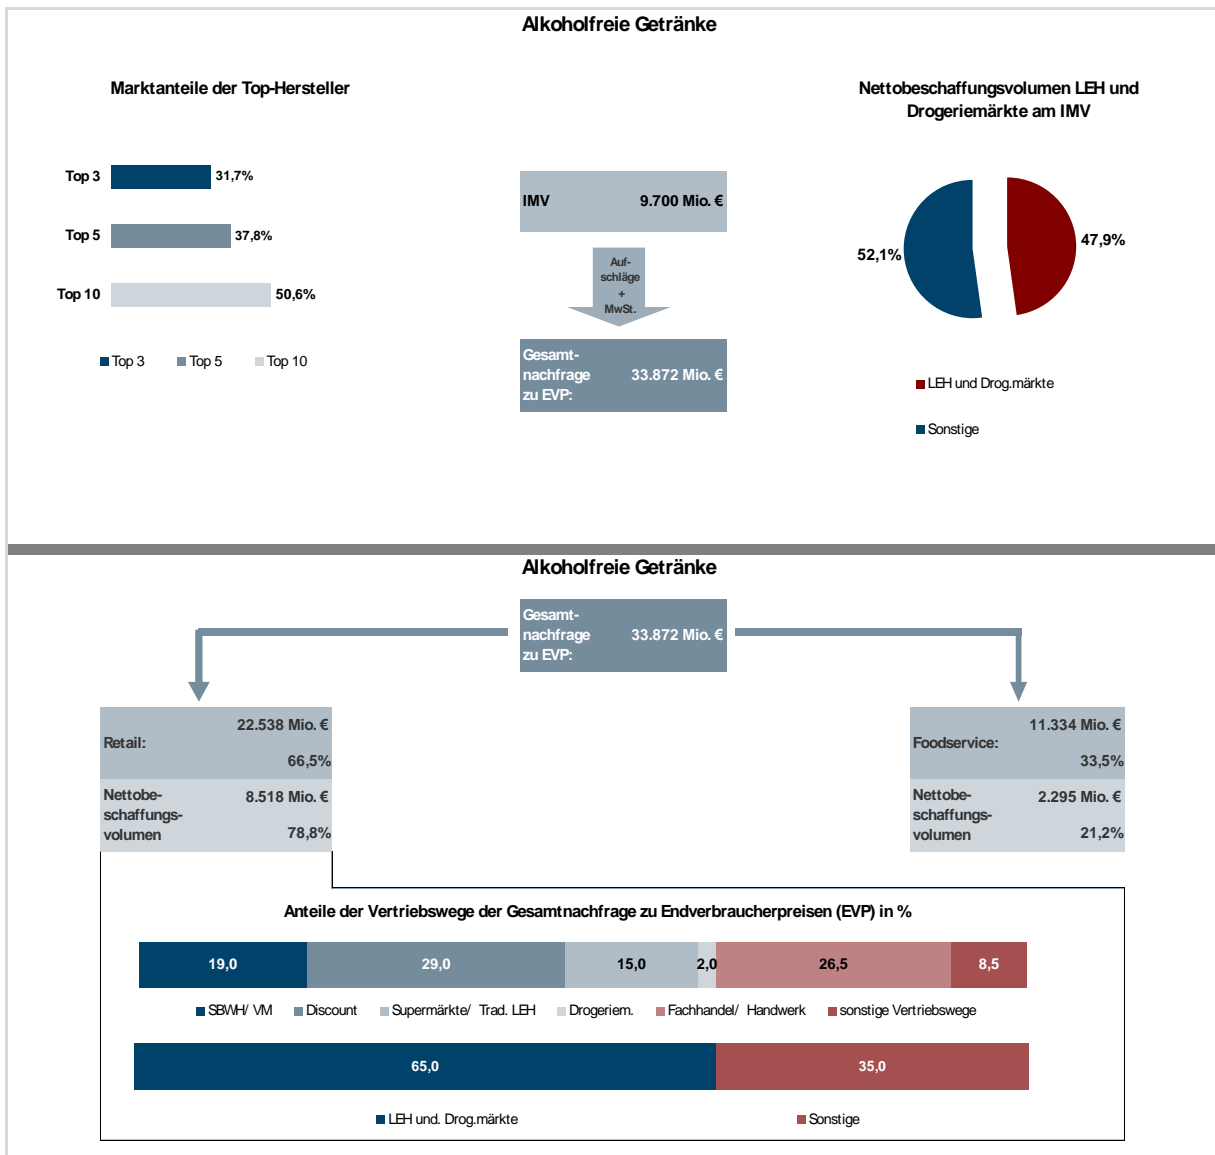 Alkoholfreie Getränke
Marktanteile der Top-Hersteller
Top 3
31,7%
Top 5
37,8%
Top 10
50,6%
Top 3
Top 5
Top 10
IMV
9.700 Mio. €
Auf-
schläge
+
MwSt.
Gesamt-
nachfrage
zu EVP:
33.872 Mio. €
Nettobeschaffungsvolumen LEH und
Drogeriemärkte am IMV
52,1%
47,9%
LEH und Drog.märkte
Sonstige
Alkoholfreie Getränke
Gesamt-
nachfrage
zu EVP:
33.872 Mio. €
Retail:
22.538 Mio. €
66,5%
Nettobe-
schaffungs-
volumen
8.518 Mio. €
78,8%
Foodservice:
11.334 Mio. €
33,5%
Nettobe-
schaffungs-
volumen
2.295 Mio. €
21,2%
Anteile der Vertriebswege der Gesamtnachfrage zu Endverbraucherpreisen (EVP) in %
19,0
29,0
15,0
2,0
26,5
8,5
SBWH/ VM
Discount
Supermärkte/ Trad. LEH
Drogeriem.
Fachhandel/ Handwerk
sonstige Vertriebswege
65,0
35,0
LEH und. Drog.märkte
Sonstige